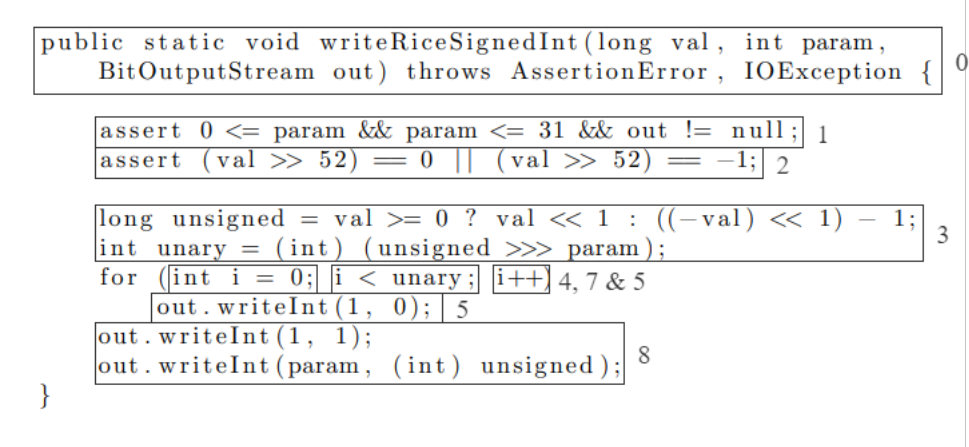 public static void writeRiceSignedInt(long val, int param,
BitOutputStream out) throws AssertionError, IOException { 0
assert 0 <= param && param <= 31 && out != null; 1
assert (val >> 52) == 0 || (val >> 52) == -1; 2
long unsigned = val >= 0 ? val << 1 : ((-val) << 1) - 1;
int unary = (int) (unsigned >>> param); 3
for (int i = 0; i < unary; i++) 4, 7 & 5
out.writeInt(1, 0); 5
out.writeInt(1, 1);
out.writeInt(param, (int) unsigned); 8
}